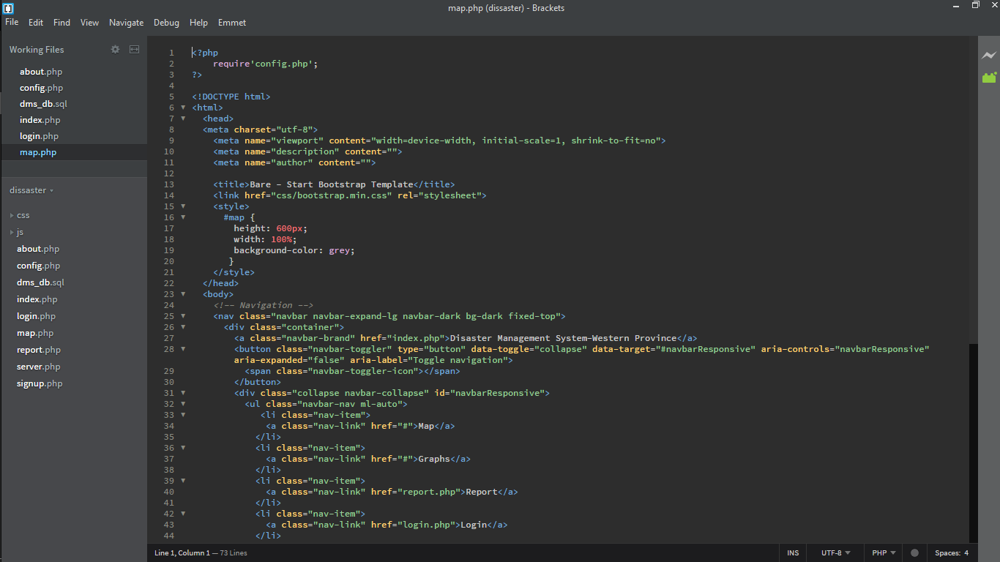 map.php (dissaster) - Brackets
File Edit Find View Navigate Debug Help Emmet
Working Files
about.php
config.php
dms_db.sql
index.php
login.php
map.php
dissaster
css
js
about.php
config.php
dms_db.sql
index.php
login.php
map.php
report.php
server.php
signup.php
1 <?php
2 require'config.php';
3 ?>
4
5 <!DOCTYPE html>
6 <html>
7 <head>
8 <meta charset="utf-8">
9 <meta name="viewport" content="width=device-width, initial-scale=1, shrink-to-fit=no">
10 <meta name="description" content="">
11 <meta name="author" content="">
12
13 <title>Bare - Start Bootstrap Template</title>
14 <link href="css/bootstrap.min.css" rel="stylesheet">
15 <style>
16 #map {
17 height: 600px;
18 width: 100%;
19 background-color: grey;
20 }
21 </style>
22 </head>
23 <body>
24 <!-- Navigation -->
25 <nav class="navbar navbar-expand-lg navbar-dark bg-dark fixed-top">
26 <div class="container">
27 <a class="navbar-brand" href="index.php">Disaster Management System-Western Province</a>
28 <button class="navbar-toggler" type="button" data-toggle="collapse" data-target="#navbarResponsive" aria-controls="navbarResponsive"
aria-expanded="false" aria-label="Toggle navigation">
29 <span class="navbar-toggler-icon"></span>
30 </button>
31 <div class="collapse navbar-collapse" id="navbarResponsive">
32 <ul class="navbar-nav ml-auto">
33 <li class="nav-item">
34 <a class="nav-link" href="#">Map</a>
35 </li>
36 <li class="nav-item">
37 <a class="nav-link" href="#">Graphs</a>
38 </li>
39 <li class="nav-item">
40 <a class="nav-link" href="report.php">Report</a>
41 </li>
42 <li class="nav-item">
43 <a class="nav-link" href="login.php">Login</a>
44 </li>
Line 1, Column 1 — 73 Lines INS UTF-8 PHP Spaces: 4